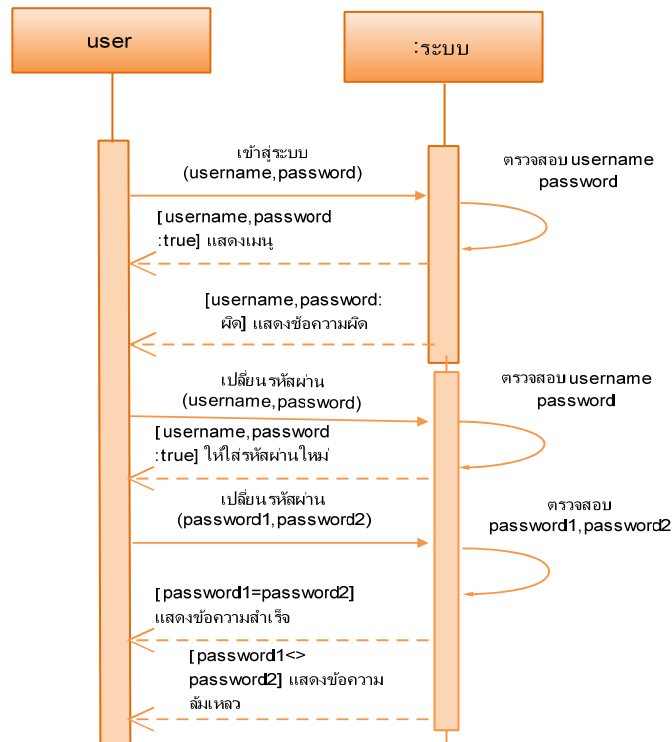 user
:ระบบ
เข้าสู่ระบบ
(username,password)
ตรวจสอบ username
password
[username,password
:true] แสดงเมนู
[username,password:
ผิด] แสดงข้อความผิด
เปลี่ยนรหัสผ่าน
(username,password)
ตรวจสอบ username
password
[username,password
:true] ให้ใส่รหัสผ่านใหม่
เปลี่ยนรหัสผ่าน
(password1,password2)
ตรวจสอบ
password1,password2
[password1=password2]
แสดงข้อความสำเร็จ
[password1<>
password2] แสดงข้อความ
ล้มเหลว